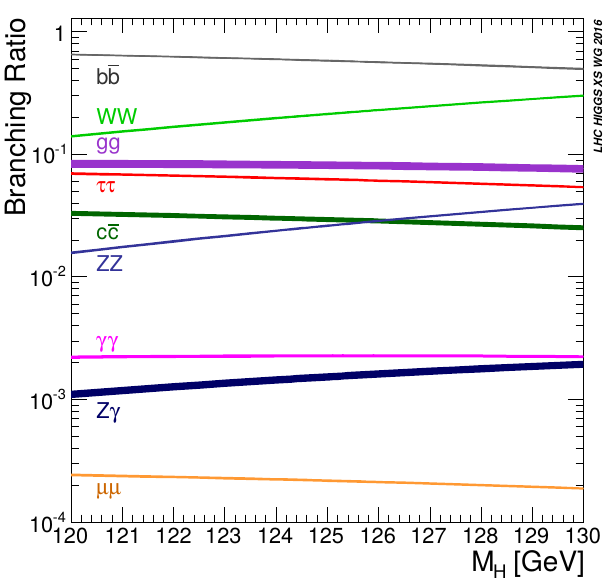 Branching Ratio
LHC HIGGS XS WG 2016
1
10⁻¹
10⁻²
10⁻³
10⁻⁴
bb̅
WW
gg
ττ
cc̅
ZZ
γγ
Zγ
μμ
120 121 122 123 124 125 126 127 128 129 130
M_H [GeV]